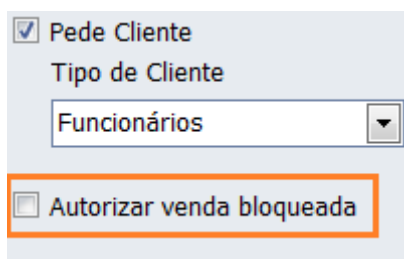 Pede Cliente
Tipo de Cliente
Funcionários
Autorizar venda bloqueada